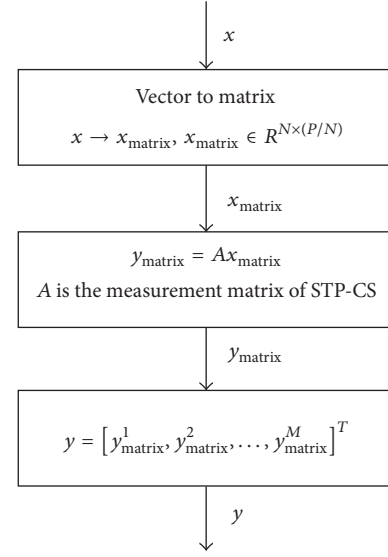 x
Vector to matrix
x → x_matrix, x_matrix ∈ R^{N×(P/N)}
x_matrix
y_matrix = Ax_matrix
A is the measurement matrix of STP-CS
y_matrix
y = [y^1_matrix, y^2_matrix, ..., y^M_matrix]^T
y